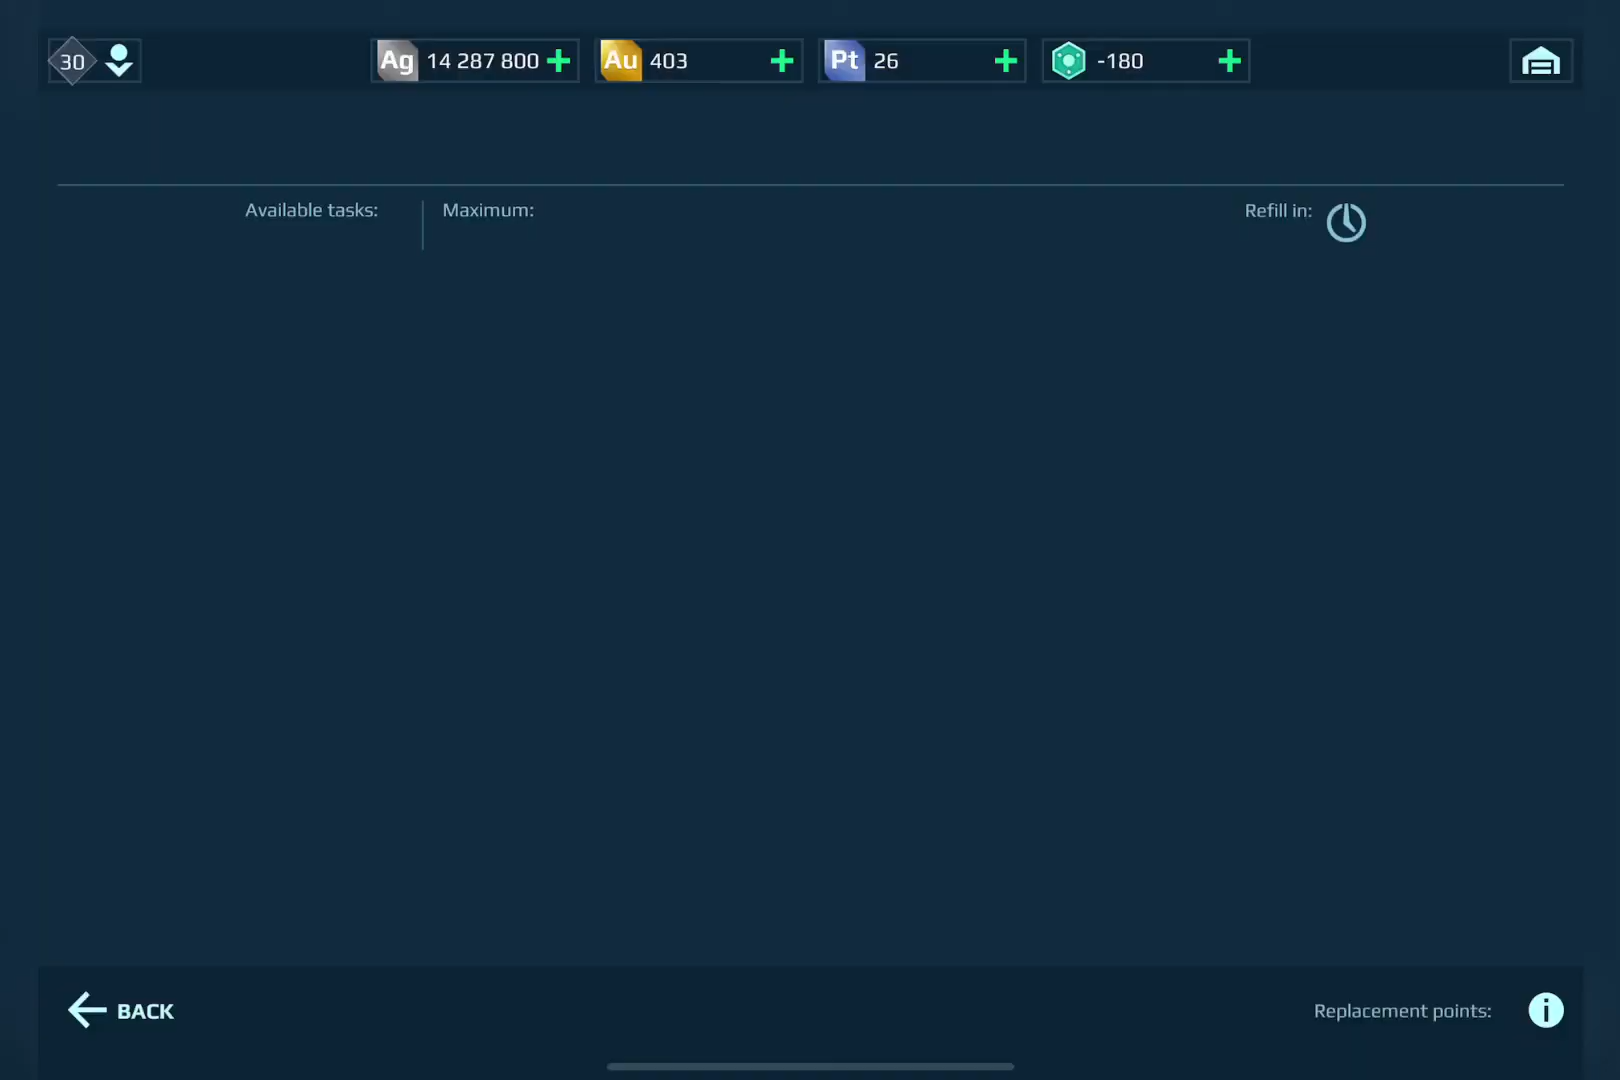 30 Ag 14 287 800 + Au 403 + Pt 26 + -180 +
Available tasks: Maximum: Refill in:
BACK Replacement points: i